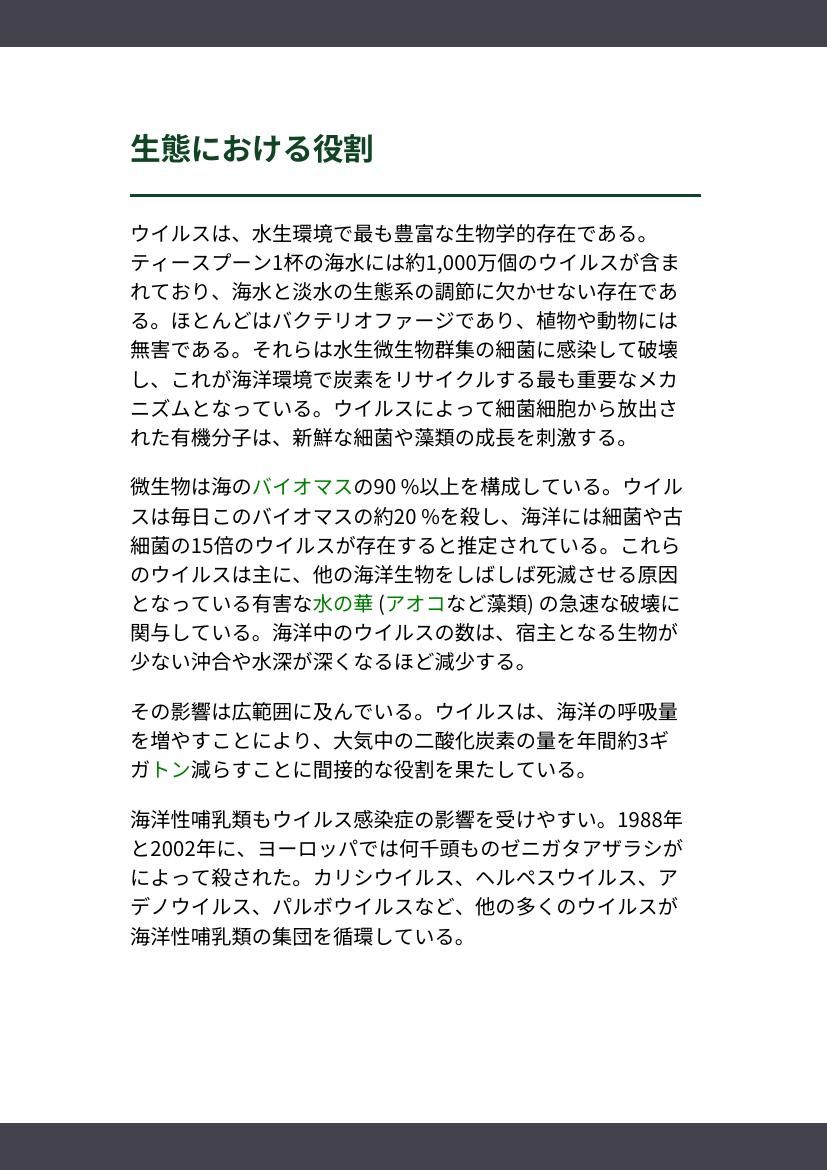 生態における役割
ウイルスは、水生環境で最も豊富な生物学的存在である。
ティースプーン1杯の海水には約1,000万個のウイルスが含ま
れており、海水と淡水の生態系の調節に欠かせない存在であ
る。ほとんどはバクテリオファージであり、植物や動物には
無害である。それらは水生微生物群集の細菌に感染して破壊
し、これが海洋環境で炭素をリサイクルする最も重要なメカ
ニズムとなっている。ウイルスによって細菌細胞から放出さ
れた有機分子は、新鮮な細菌や藻類の成長を刺激する。
微生物は海のバイオマスの90 %以上を構成している。ウイル
スは毎日このバイオマスの約20 %を殺し、海洋には細菌や古
細菌の15倍のウイルスが存在すると推定されている。これら
のウイルスは主に、他の海洋生物をしばしば死滅させる原因
となっている有害な水の華 (アオコなど藻類) の急速な破壊に
関与している。海洋中のウイルスの数は、宿主となる生物が
少ない沖合や水深が深くなるほど減少する。
その影響は広範囲に及んでいる。ウイルスは、海洋の呼吸量
を増やすことにより、大気中の二酸化炭素の量を年間約3ギ
ガトン減らすことに間接的な役割を果たしている。
海洋性哺乳類もウイルス感染症の影響を受けやすい。1988年
と2002年に、ヨーロッパでは何千頭ものゼニガタアザラシが
によって殺された。カリシウイルス、ヘルペスウイルス、ア
デノウイルス、パルボウイルスなど、他の多くのウイルスが
海洋性哺乳類の集団を循環している。